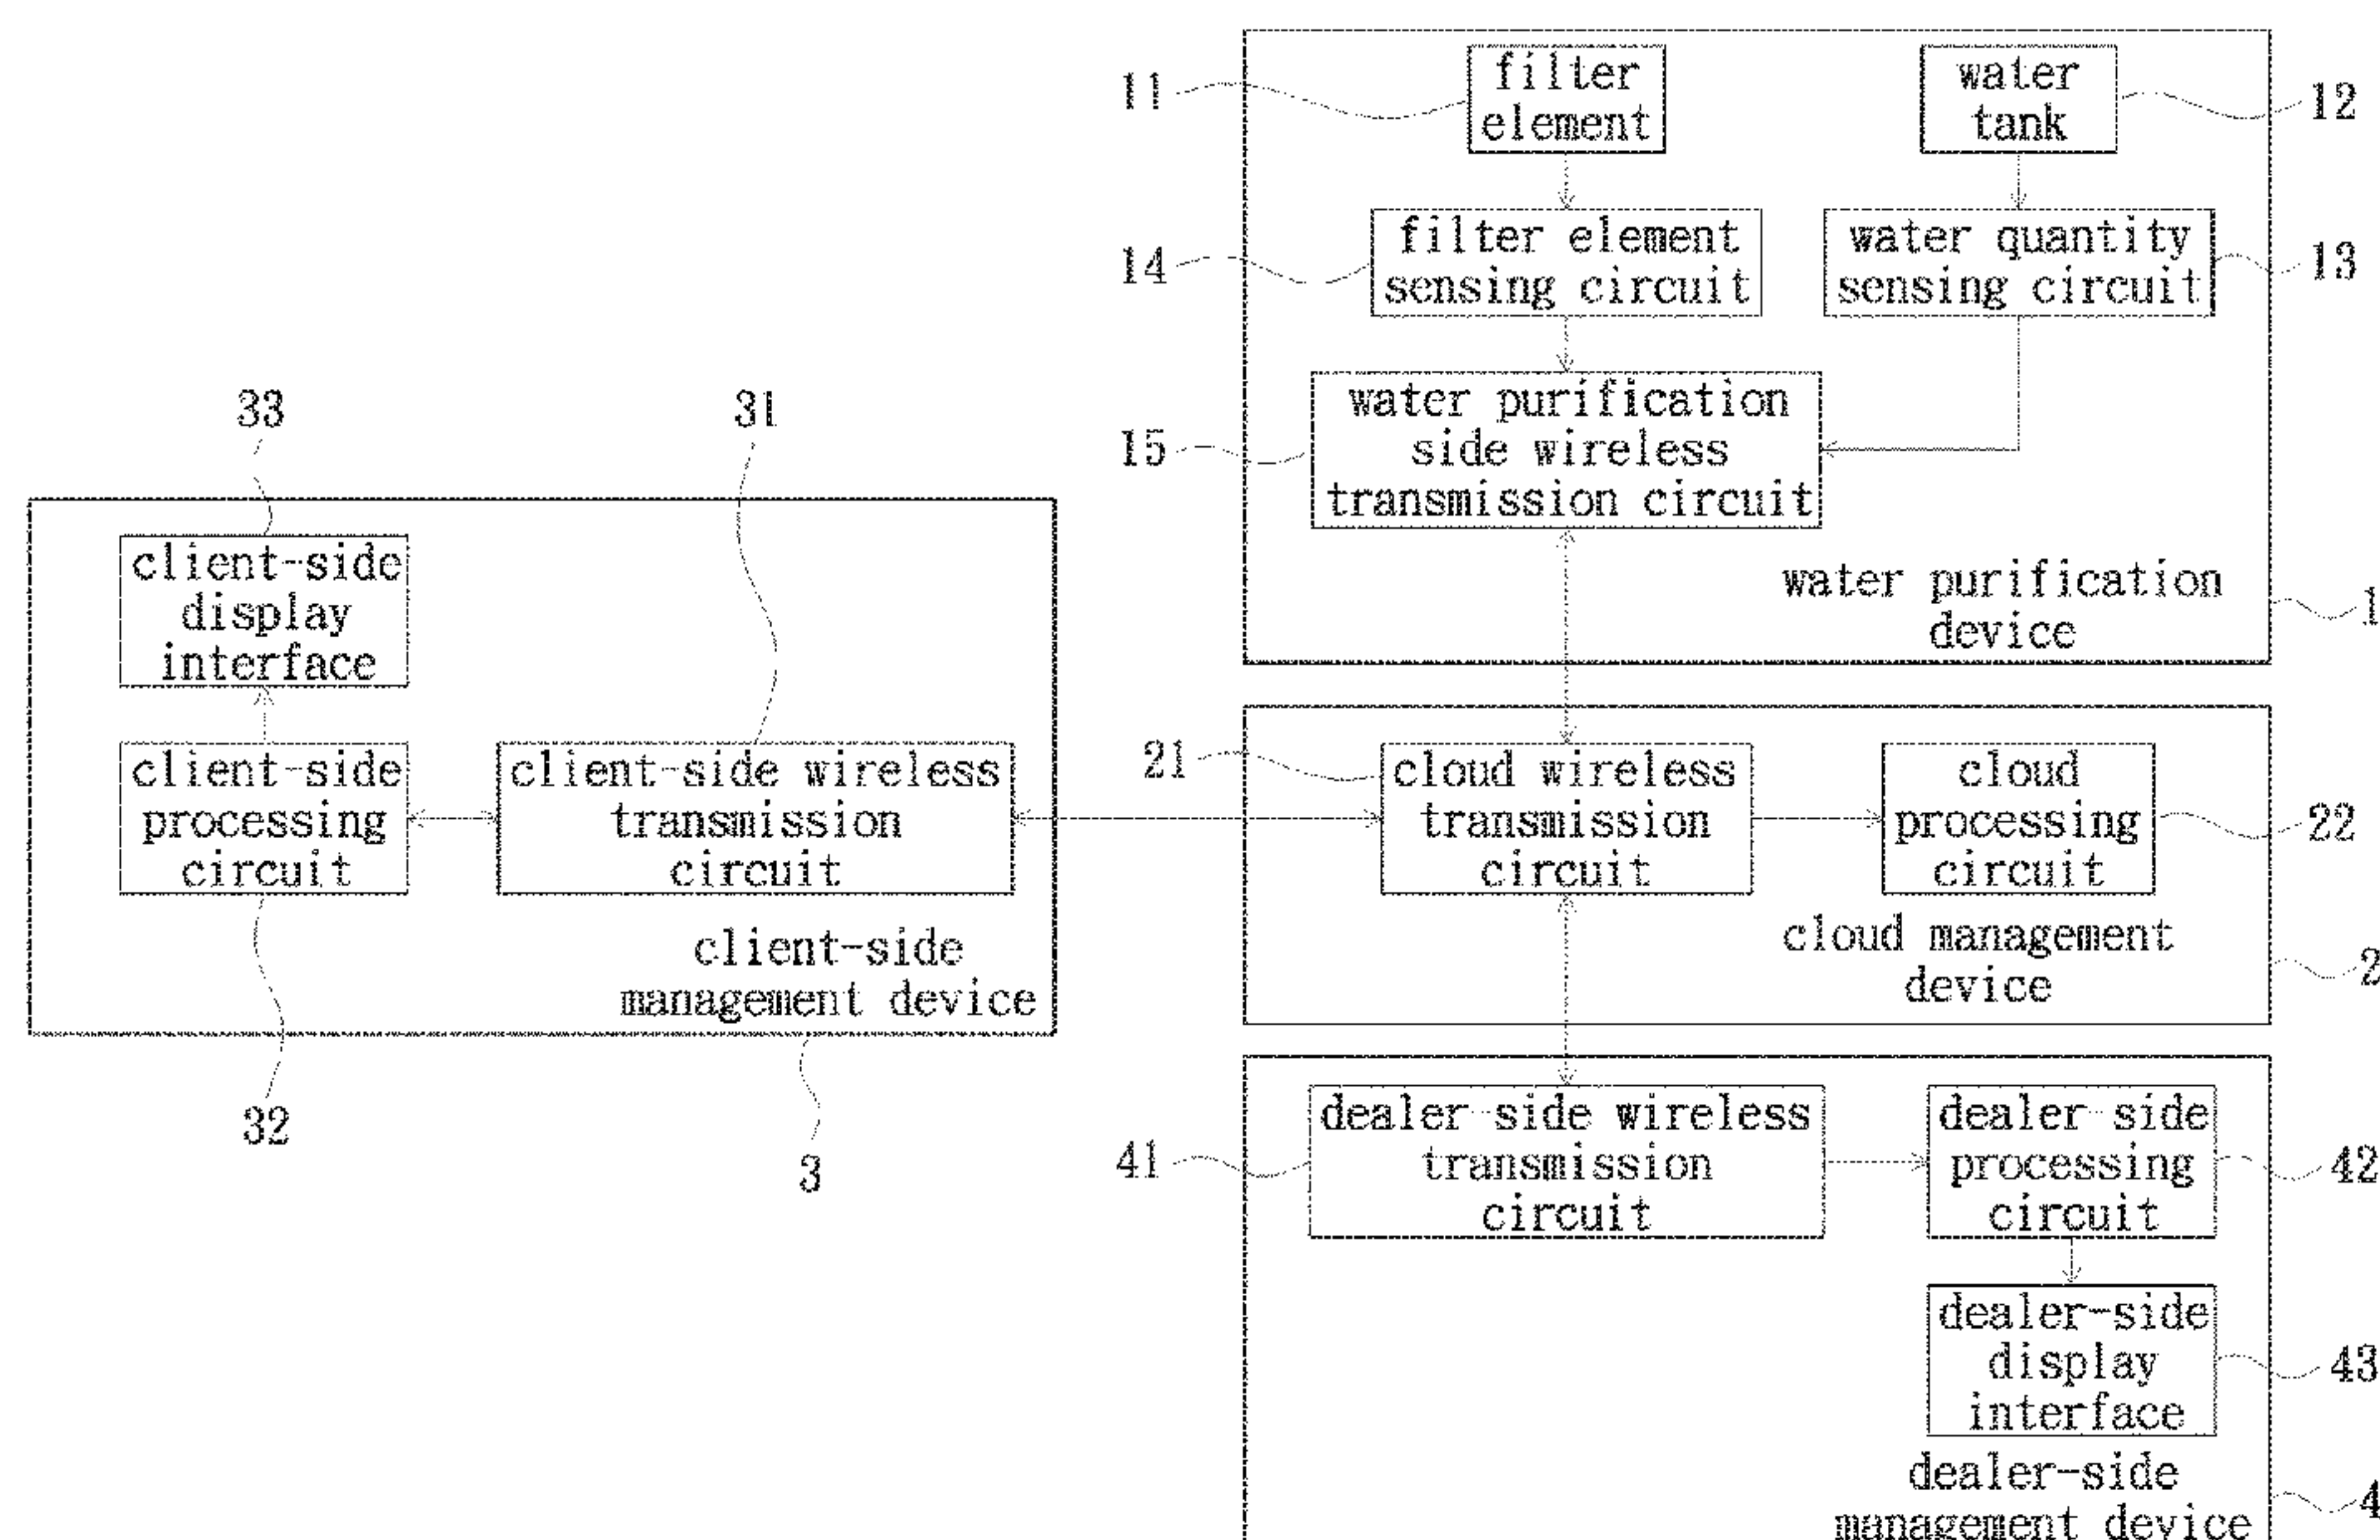 11
filter
element
water
tank
12
14
filter element
sensing circuit
water quantity
sensing circuit
13
15
water purification
side wireless
transmission circuit
water purification
device
1
33
31
client-side
display
interface
client-side
processing
circuit
client-side wireless
transmission
circuit
client-side
management device
32
3
21
cloud wireless
transmission
circuit
cloud
processing
circuit
22
cloud management
device
2
41
dealer-side wireless
transmission
circuit
dealer-side
processing
circuit
42
dealer-side
display
interface
43
dealer-side
management device
4